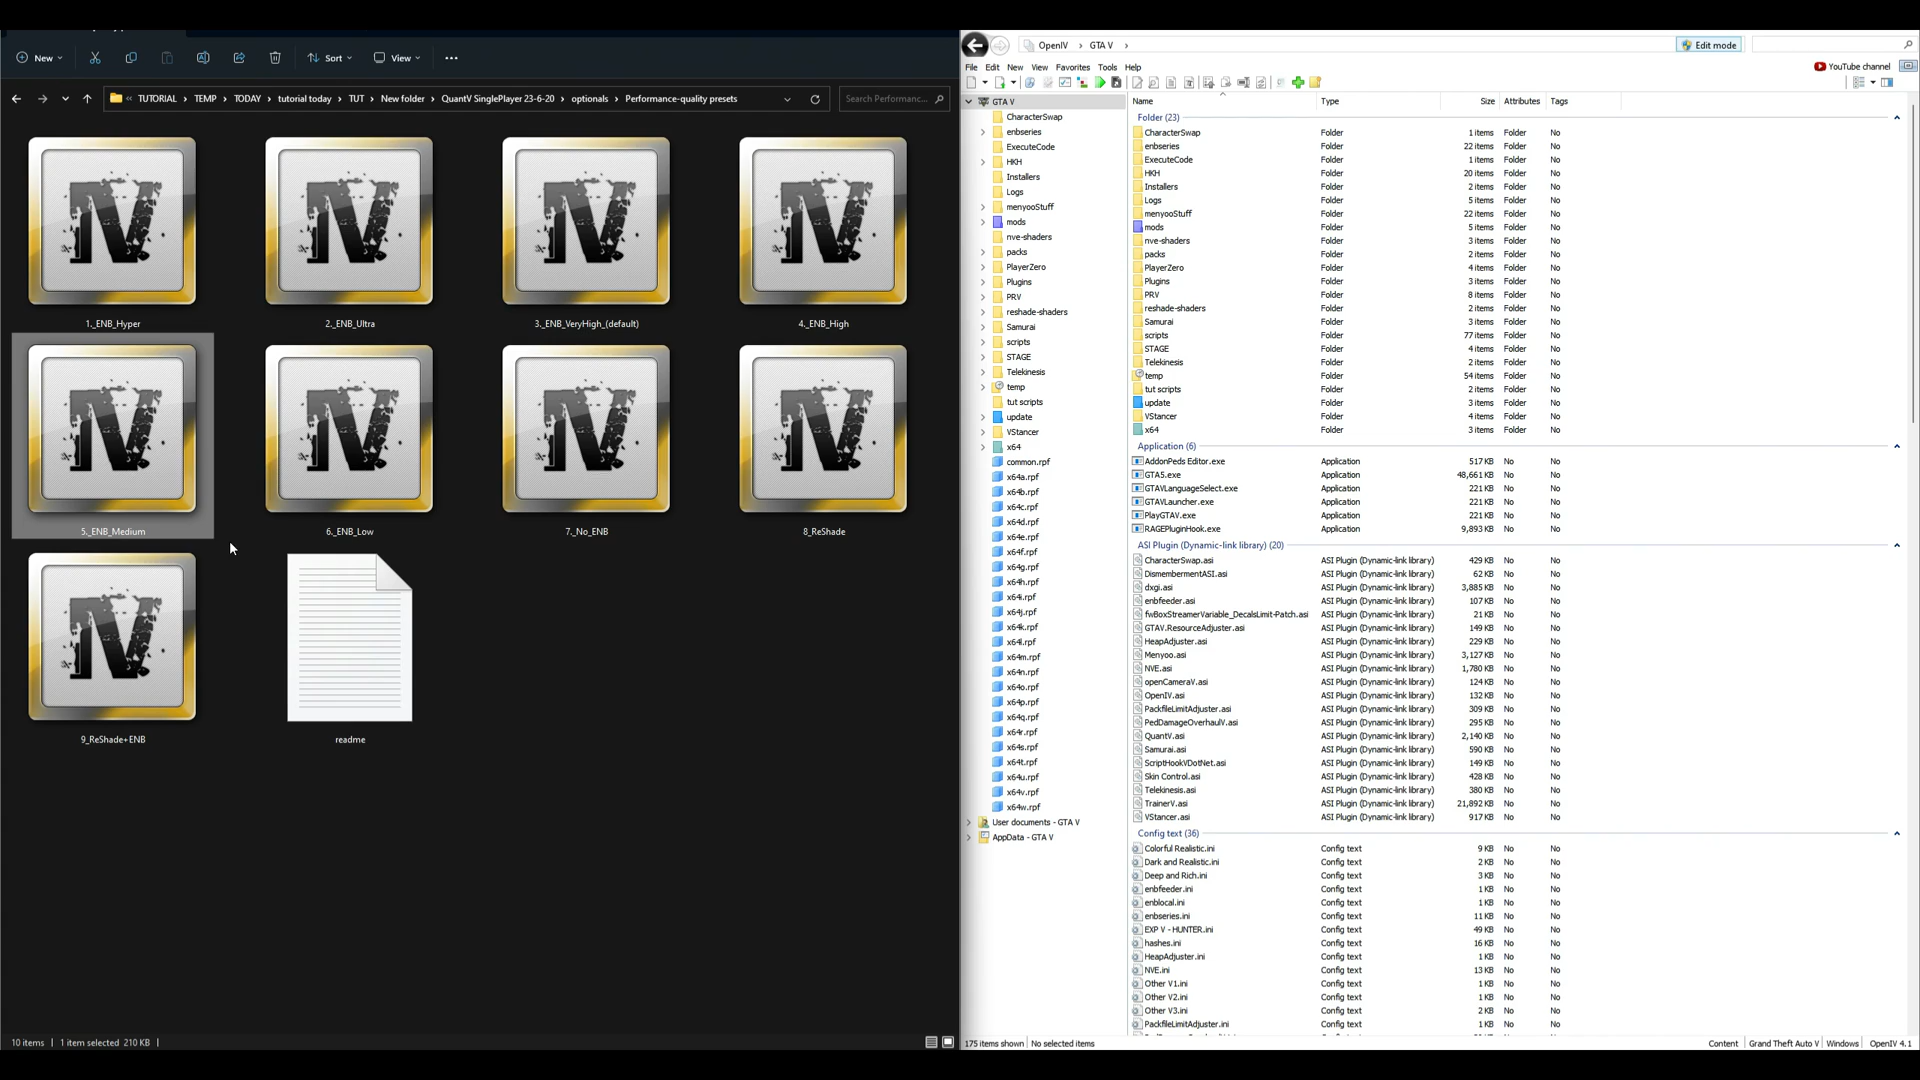 New
Sort
View
TUTORIAL › TEMP › TODAY › tutorial today › TUT › New folder › QuantV SinglePlayer 23-6-20 › optionals › Performance-quality presets
Search Performanc...
1._ENB_Hyper
2._ENB_Ultra
3._ENB_VeryHigh_(default)
4._ENB_High
5._ENB_Medium
6._ENB_Low
7._No_ENB
8_ReShade
9_ReShade+ENB
readme
10 items
1 item selected 210 KB
OpenIV › GTA V ›
Edit mode
File Edit New View Favorites Tools Help
YouTube channel
GTA V
CharacterSwap
enbseries
ExecuteCode
HKH
Installers
Logs
menyooStuff
mods
nve-shaders
packs
PlayerZero
Plugins
PRV
reshade-shaders
Samurai
scripts
STAGE
Telekinesis
temp
tut scripts
update
VStancer
x64
common.rpf
x64a.rpf
x64b.rpf
x64c.rpf
x64d.rpf
x64e.rpf
x64f.rpf
x64g.rpf
x64h.rpf
x64i.rpf
x64j.rpf
x64k.rpf
x64l.rpf
x64m.rpf
x64n.rpf
x64o.rpf
x64p.rpf
x64q.rpf
x64r.rpf
x64s.rpf
x64t.rpf
x64u.rpf
x64v.rpf
x64w.rpf
User documents - GTA V
AppData - GTA V
Name Type Size Attributes Tags
Folder (23)
CharacterSwap Folder 1 items Folder No
enbseries Folder 22 items Folder No
ExecuteCode Folder 1 items Folder No
HKH Folder 20 items Folder No
Installers Folder 2 items Folder No
Logs Folder 5 items Folder No
menyooStuff Folder 22 items Folder No
mods Folder 5 items Folder No
nve-shaders Folder 3 items Folder No
packs Folder 2 items Folder No
PlayerZero Folder 4 items Folder No
Plugins Folder 3 items Folder No
PRV Folder 8 items Folder No
reshade-shaders Folder 2 items Folder No
Samurai Folder 3 items Folder No
scripts Folder 77 items Folder No
STAGE Folder 4 items Folder No
Telekinesis Folder 2 items Folder No
temp Folder 54 items Folder No
tut scripts Folder 2 items Folder No
update Folder 3 items Folder No
VStancer Folder 4 items Folder No
x64 Folder 3 items Folder No
Application (6)
AddonPeds Editor.exe Application 517 KB No No
GTA5.exe Application 48,661 KB No No
GTAVLanguageSelect.exe Application 221 KB No No
GTAVLauncher.exe Application 221 KB No No
PlayGTAV.exe Application 221 KB No No
RAGEPluginHook.exe Application 9,893 KB No No
ASI Plugin (Dynamic-link library) (20)
CharacterSwap.asi ASI Plugin (Dynamic-link library) 429 KB No No
DismembermentASI.asi ASI Plugin (Dynamic-link library) 62 KB No No
dxgi.asi ASI Plugin (Dynamic-link library) 3,885 KB No No
enbfeeder.asi ASI Plugin (Dynamic-link library) 107 KB No No
fwBoxStreamerVariable_DecalsLimit-Patch.asi ASI Plugin (Dynamic-link library) 21 KB No No
GTAV.ResourceAdjuster.asi ASI Plugin (Dynamic-link library) 149 KB No No
HeapAdjuster.asi ASI Plugin (Dynamic-link library) 229 KB No No
Menyoo.asi ASI Plugin (Dynamic-link library) 3,127 KB No No
NVE.asi ASI Plugin (Dynamic-link library) 1,780 KB No No
openCameraV.asi ASI Plugin (Dynamic-link library) 124 KB No No
OpenIV.asi ASI Plugin (Dynamic-link library) 132 KB No No
PackfileLimitAdjuster.asi ASI Plugin (Dynamic-link library) 309 KB No No
PedDamageOverhaulV.asi ASI Plugin (Dynamic-link library) 295 KB No No
QuantV.asi ASI Plugin (Dynamic-link library) 2,140 KB No No
Samurai.asi ASI Plugin (Dynamic-link library) 590 KB No No
ScriptHookVDotNet.asi ASI Plugin (Dynamic-link library) 149 KB No No
Skin Control.asi ASI Plugin (Dynamic-link library) 428 KB No No
Telekinesis.asi ASI Plugin (Dynamic-link library) 380 KB No No
TrainerV.asi ASI Plugin (Dynamic-link library) 21,892 KB No No
VStancer.asi ASI Plugin (Dynamic-link library) 917 KB No No
Config text (36)
Colorful Realistic.ini Config text 9 KB No No
Dark and Realistic.ini Config text 2 KB No No
Deep and Rich.ini Config text 3 KB No No
enbfeeder.ini Config text 1 KB No No
enblocal.ini Config text 1 KB No No
enbseries.ini Config text 11 KB No No
EXP V - HUNTER.ini Config text 49 KB No No
hashes.ini Config text 16 KB No No
HeapAdjuster.ini Config text 1 KB No No
NVE.ini Config text 13 KB No No
Other V1.ini Config text 1 KB No No
Other V2.ini Config text 1 KB No No
Other V3.ini Config text 2 KB No No
PackfileLimitAdjuster.ini Config text 1 KB No No
175 items shown No selected items
Content Grand Theft Auto V Windows OpenIV 4.1